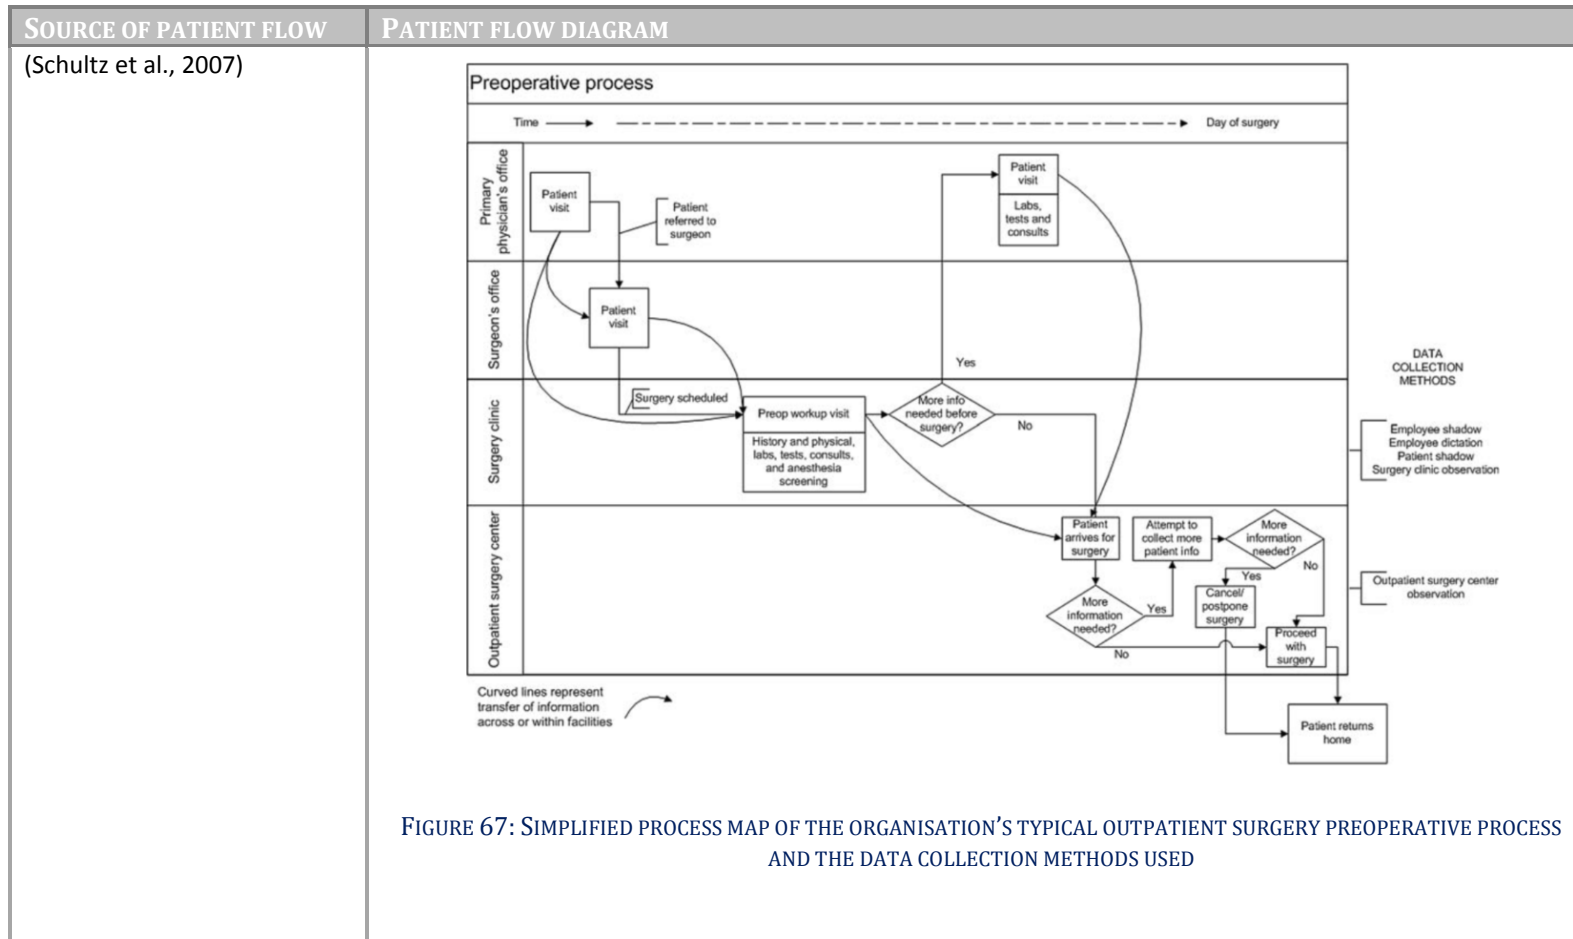 SOURCE OF PATIENT FLOW
PATIENT FLOW DIAGRAM
(Schultz et al., 2007)
Preoperative process
Time
Day of surgery
Primary
physician's office
Patient
visit
Patient
referred to
surgeon
Patient
visit
Labs,
tests and
consults
Surgeon's office
Patient
visit
Yes
Surgery clinic
Surgery scheduled
Preop workup visit
History and physical,
labs, tests, consults,
and anesthesia
screening
More info
needed before
surgery?
No
DATA
COLLECTION
METHODS
Employee shadow
Employee dictation
Patient shadow
Surgery clinic observation
Outpatient surgery center
Patient
arrives for
surgery
Attempt to
collect more
patient info
More
information
needed?
No
Yes
More
information
needed?
Yes
No
Cancel/
postpone
surgery
Proceed
with
surgery
Outpatient surgery center
observation
Curved lines represent
transfer of information
across or within facilities
Patient returns
home
FIGURE 67: SIMPLIFIED PROCESS MAP OF THE ORGANISATION'S TYPICAL OUTPATIENT SURGERY PREOPERATIVE PROCESS
AND THE DATA COLLECTION METHODS USED